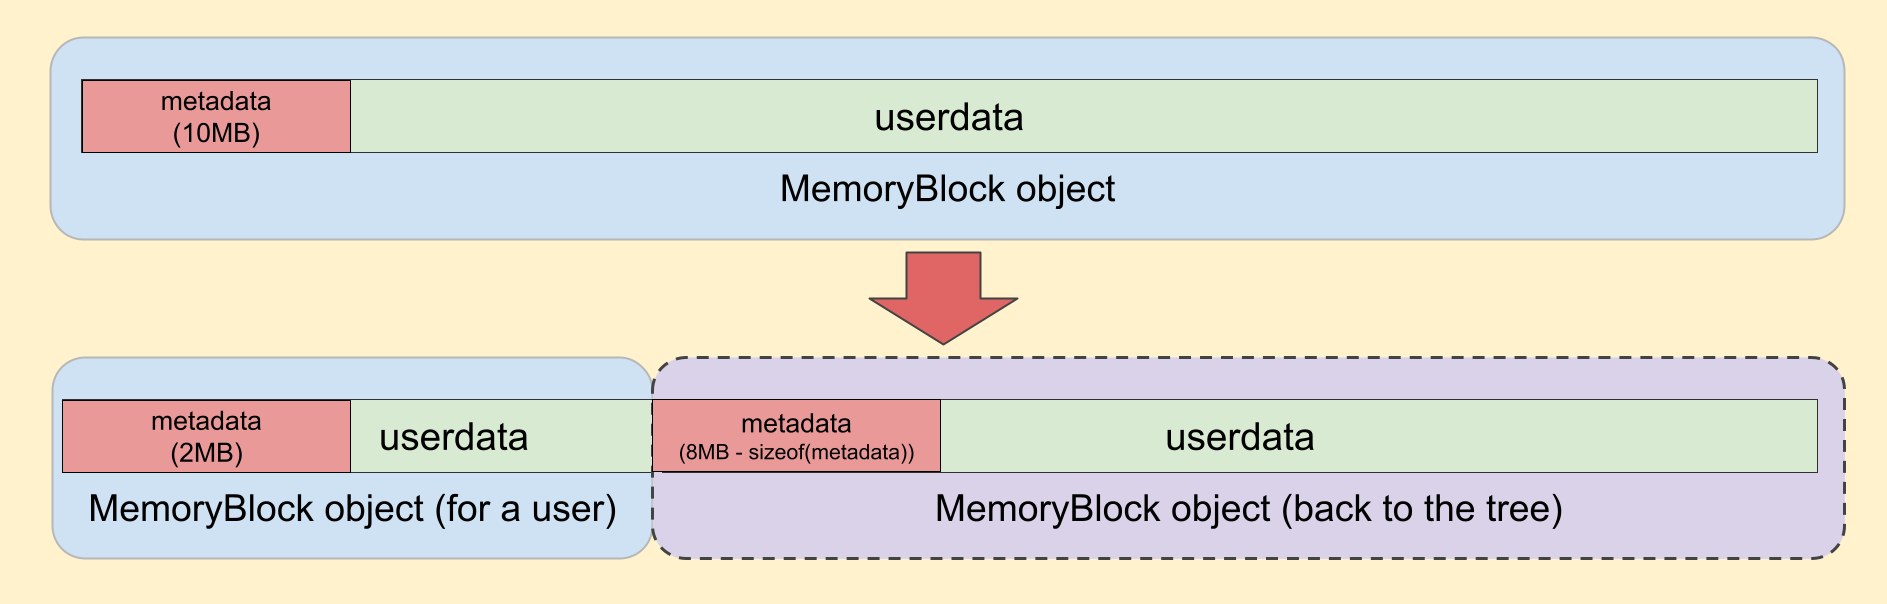 metadata
(10MB)
userdata
MemoryBlock object
metadata
(2MB)
userdata
metadata
(8MB - sizeof(metadata))
userdata
MemoryBlock object (for a user)
MemoryBlock object (back to the tree)